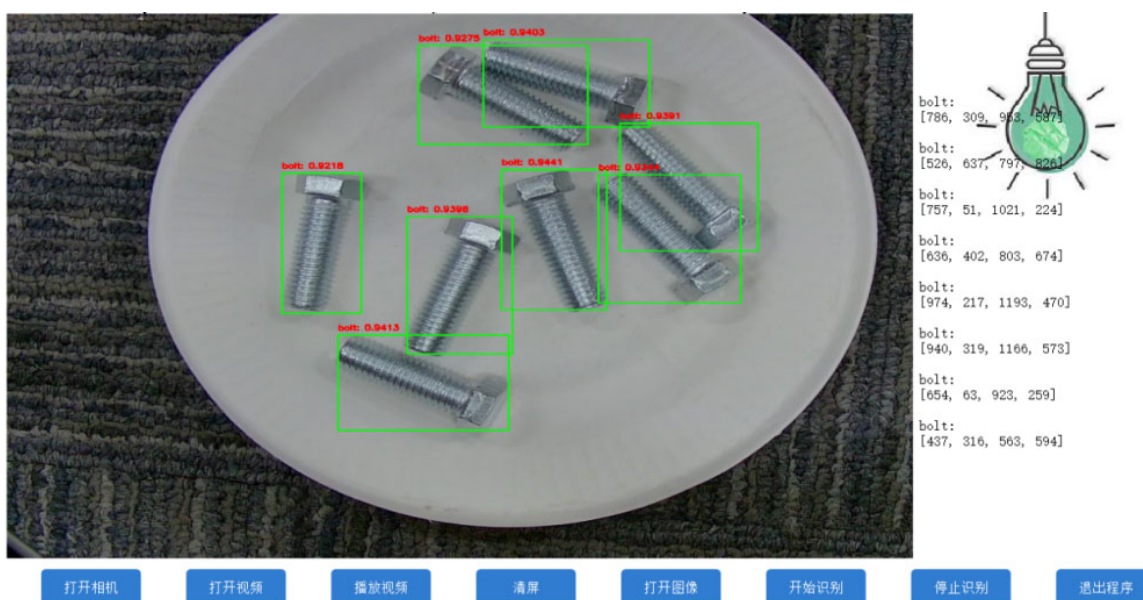 bolt: 0.9275
bolt: 0.9403
bolt: 0.9391
bolt:
bolt: 0.9441
bolt: 0.9218
bolt: 0.9398
bolt: 0.9413
bolt:
[786, 309, 953, 587]
bolt:
[526, 637, 797, 826]
bolt:
[757, 51, 1021, 224]
bolt:
[636, 402, 803, 674]
bolt:
[974, 217, 1193, 470]
bolt:
[940, 319, 1166, 573]
bolt:
[654, 63, 923, 259]
bolt:
[437, 316, 563, 594]
打开相机 打开视频 播放视频 清屏 打开图像 开始识别 停止识别 退出程序